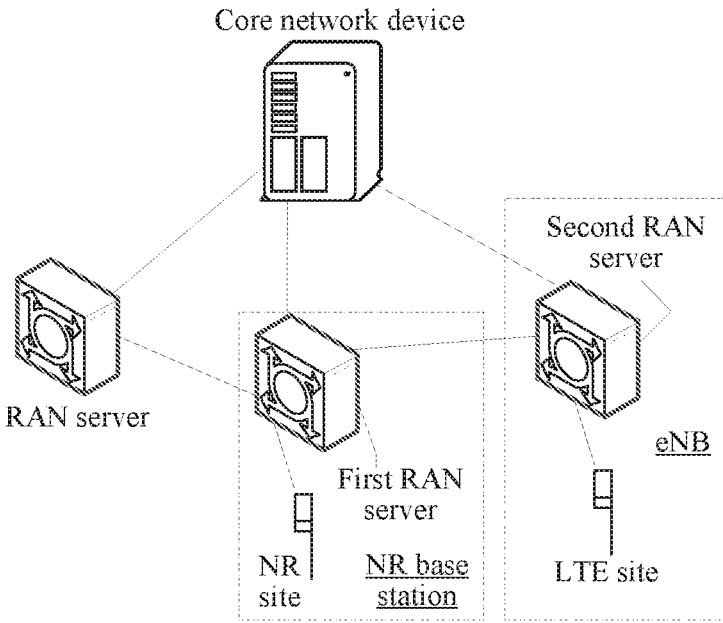 Core network device
Second RAN
server
RAN server
eNB
First RAN
server
NR
site
NR base
station
LTE site